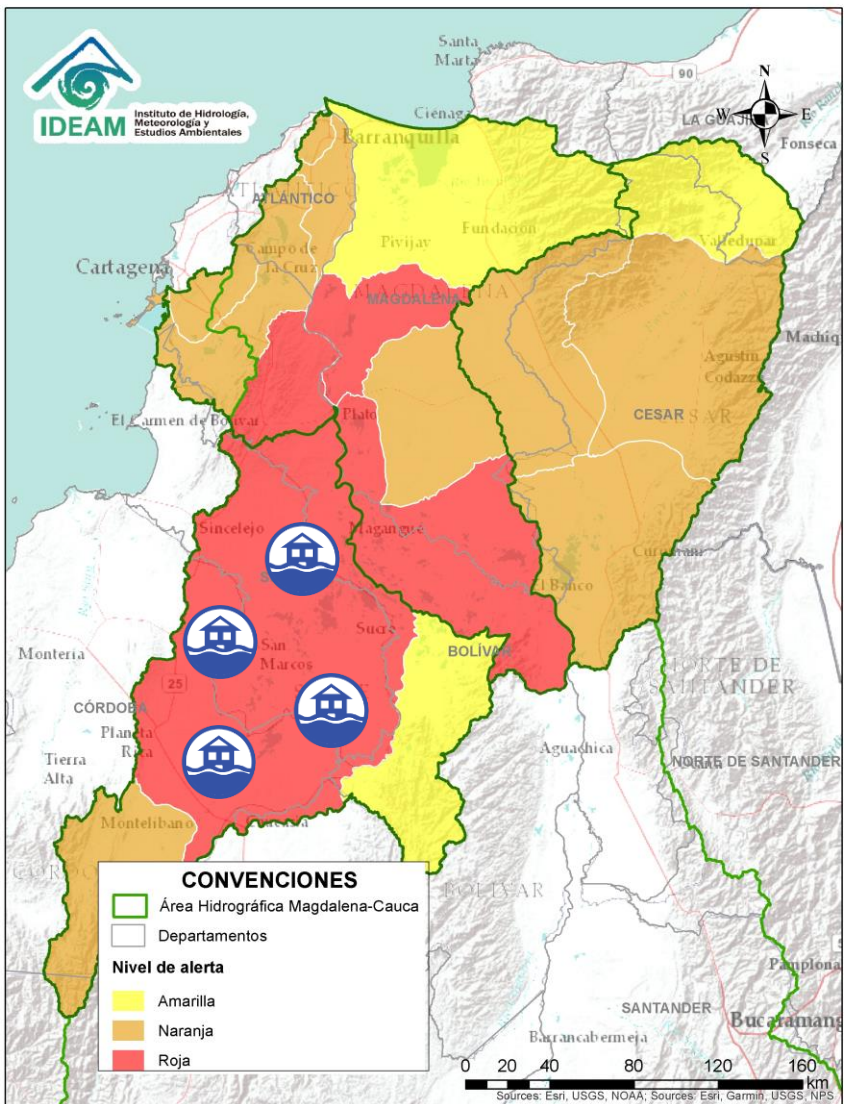 IDEAM
Instituto de Hidrología,
Meteorología y
Estudios Ambientales
Santa
Marta
90
N
W
E
S
LA GUAJI
Ciénaga
Fonseca
Barranquilla
ATLÁNTICO
Valledupar
Pivijay
Fundación
Campo de
la Cruz
Cartagena
MAGDALENA
Agustín
Codazzi
El Carmen de Bolívar
Plato
CESAR
Sincelejo
Magangué
El Banco
Sucre
San
Marcos
BOLÍVAR
Montería
25
NORTE DE
SANTANDER
CÓRDOBA
Planeta
Rica
Aguachica
Tierra
Alta
NORTE DE SANTANDER
Montelíbano
Caucasia
BOLÍVAR
CONVENCIONES
Área Hidrográfica Magdalena-Cauca
Departamentos
Nivel de alerta
Amarilla
Naranja
Roja
Pamplona
SANTANDER
Bucaramang
Barrancabermeja
0 20 40 80 120 160
km
Sources: Esri, USGS, NOAA; Sources: Esri, Garmin, USGS, NPS